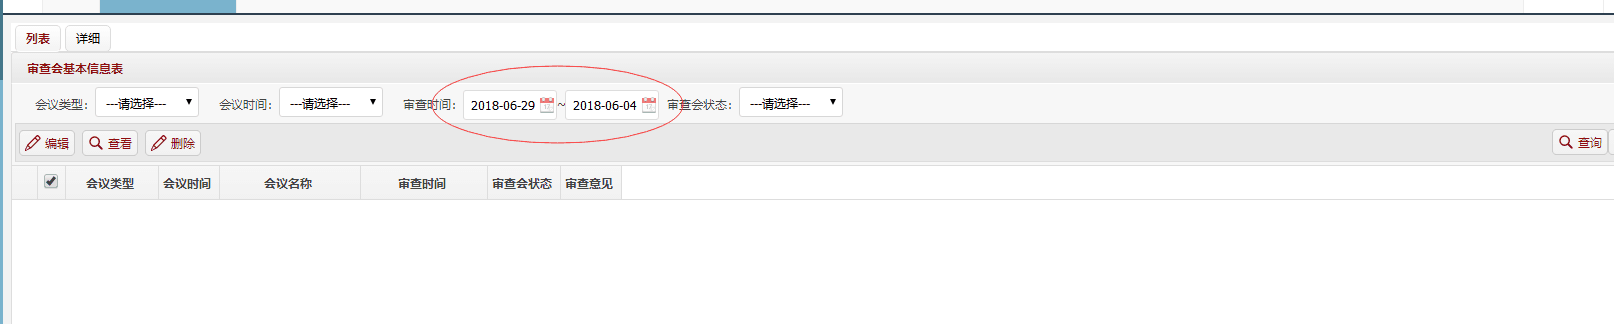 列表 详细
审查会基本信息表
会议类型: ---请选择--- 会议时间: ---请选择--- 审查时间: 2018-06-29 ~ 2018-06-04 审查会状态: ---请选择---
编辑 查看 删除 查询
会议类型 会议时间 会议名称 审查时间 审查会状态 审查意见